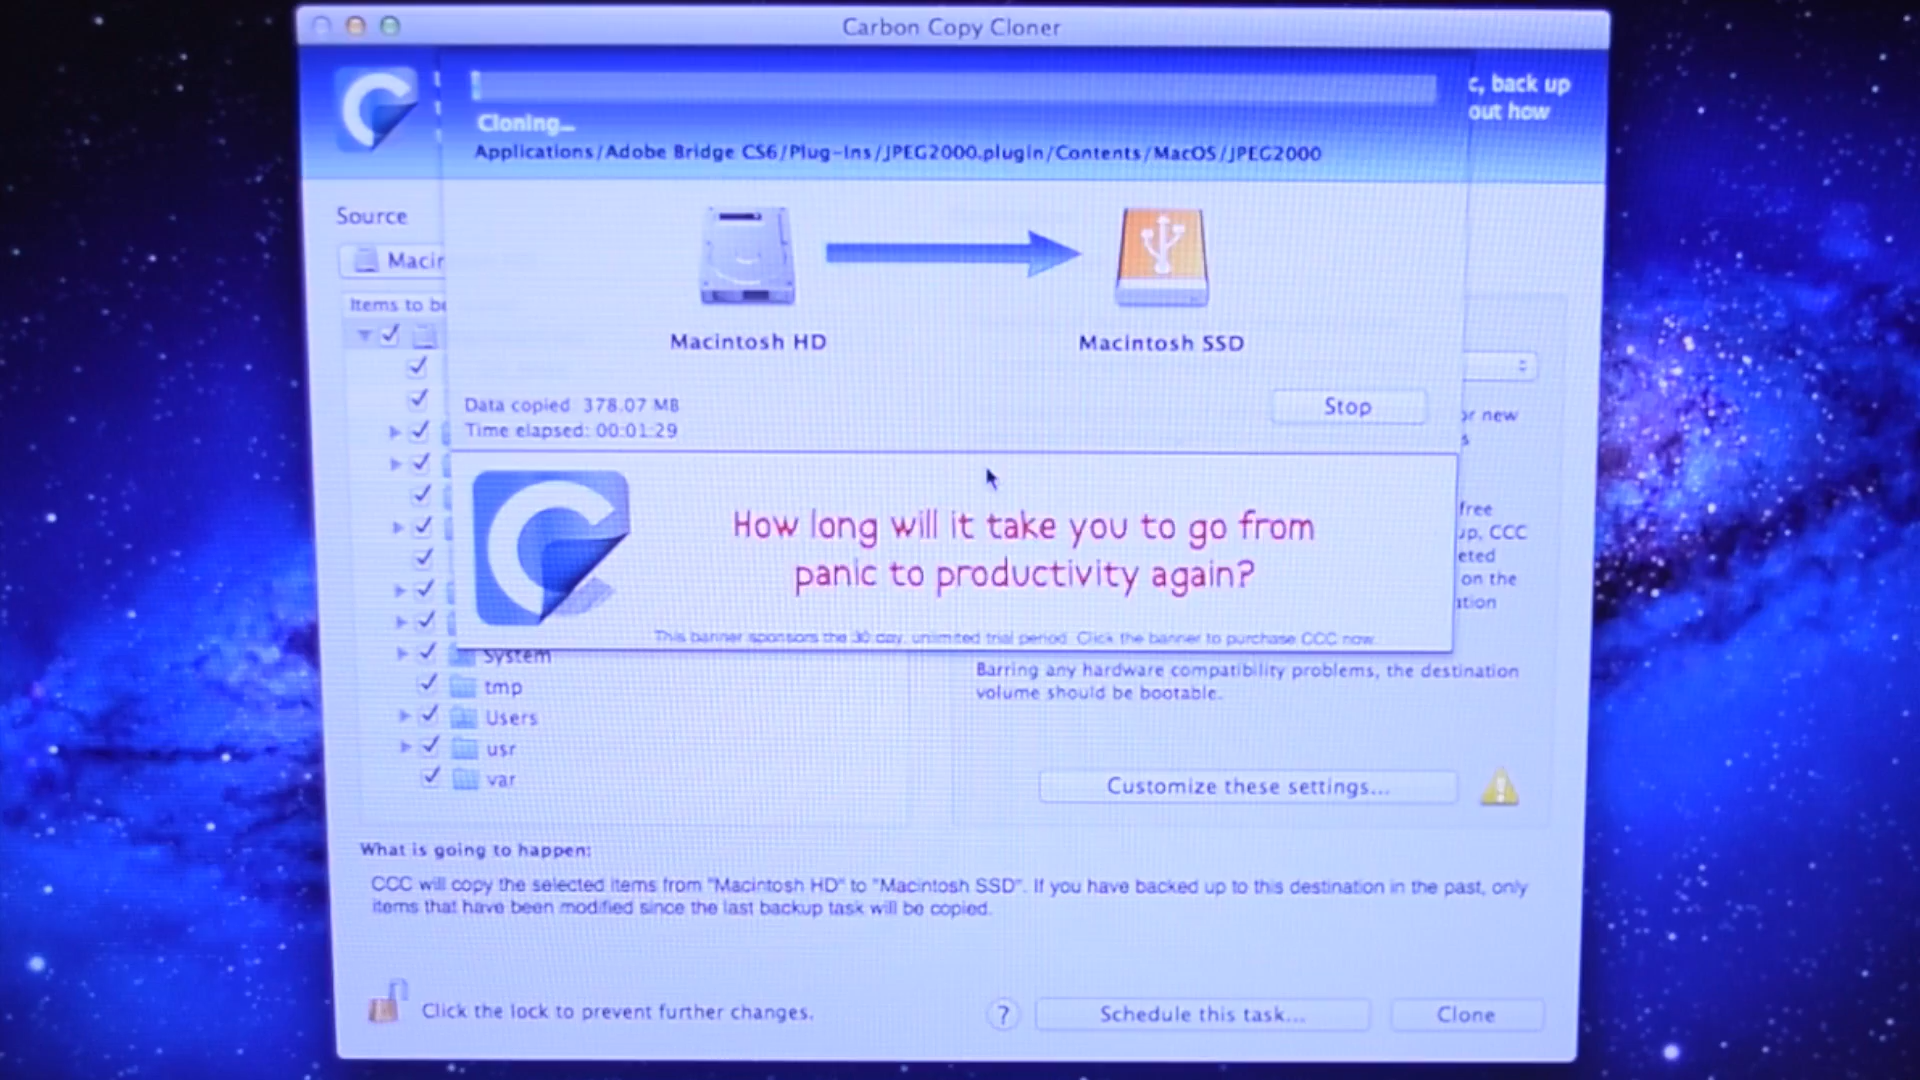 Carbon Copy Cloner
c, back up
out how
Cloning...
Applications/Adobe Bridge CS6/Plug-Ins/JPEG2000.plugin/Contents/MacOS/JPEG2000
Source
Macin
Items to be
Macintosh HD
Macintosh SSD
Data copied: 378.07 MB
Time elapsed: 00:01:29
Stop
or new
s
How long will it take you to go from
panic to productivity again?
This banner sponsors the 30 day, unlimited trial period. Click the banner to purchase CCC now.
free
up, CCC
eted
on the
ation
System
tmp
Users
usr
var
Barring any hardware compatibility problems, the destination
volume should be bootable.
Customize these settings...
What is going to happen:
CCC will copy the selected items from "Macintosh HD" to "Macintosh SSD". If you have backed up to this destination in the past, only
items that have been modified since the last backup task will be copied.
Click the lock to prevent further changes.
?
Schedule this task...
Clone